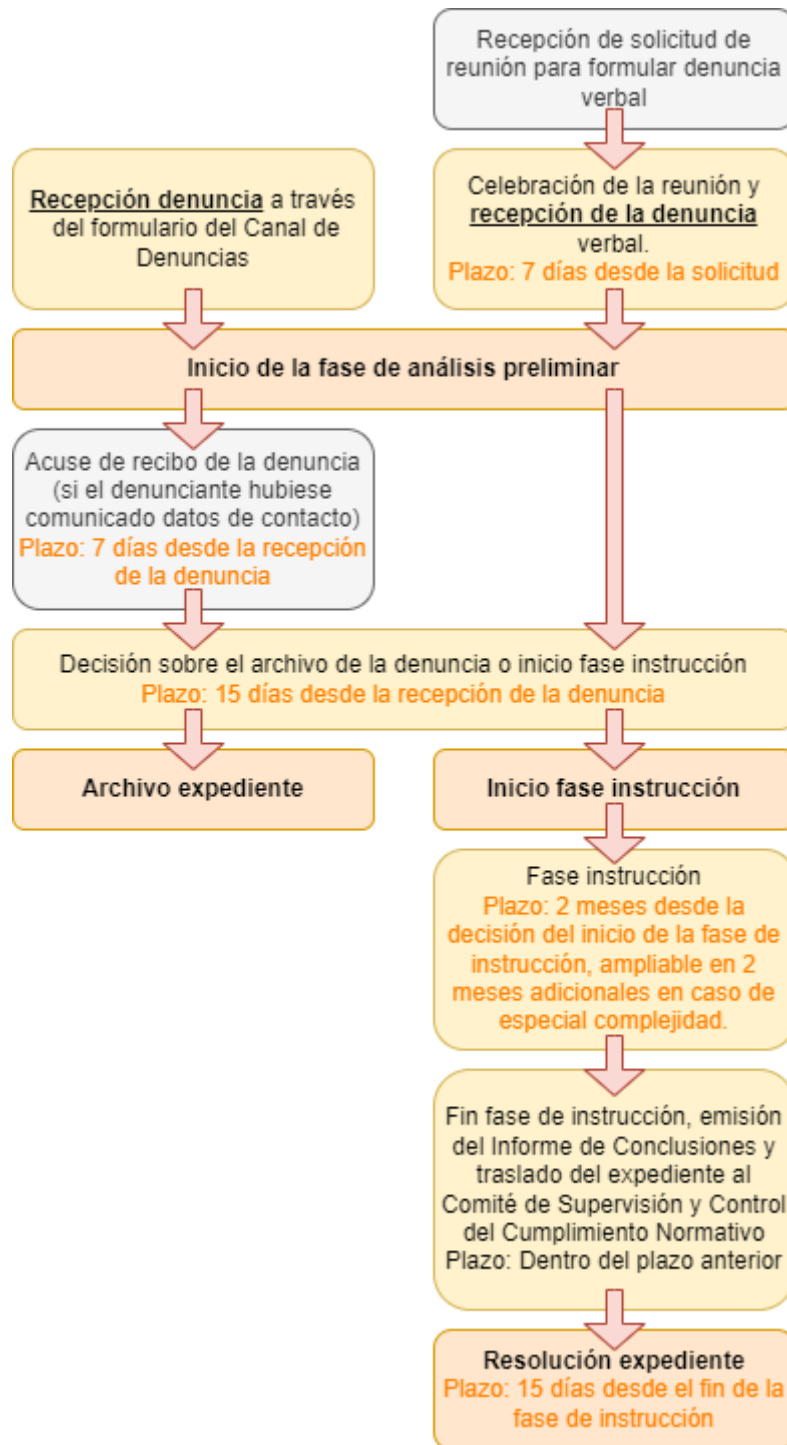 Recepción de solicitud de
reunión para formular denuncia
verbal
Recepción denuncia a través
del formulario del Canal de
Denuncias
Celebración de la reunión y
recepción de la denuncia
verbal.
Plazo: 7 días desde la solicitud
Inicio de la fase de análisis preliminar
Acuse de recibo de la denuncia
(si el denunciante hubiese
comunicado datos de contacto)
Plazo: 7 días desde la recepción
de la denuncia
Decisión sobre el archivo de la denuncia o inicio fase instrucción
Plazo: 15 días desde la recepción de la denuncia
Archivo expediente
Inicio fase instrucción
Fase instrucción
Plazo: 2 meses desde la
decisión del inicio de la fase de
instrucción, ampliable en 2
meses adicionales en caso de
especial complejidad.
Fin fase de instrucción, emisión
del Informe de Conclusiones y
traslado del expediente al
Comité de Supervisión y Control
del Cumplimiento Normativo
Plazo: Dentro del plazo anterior
Resolución expediente
Plazo: 15 días desde el fin de la
fase de instrucción